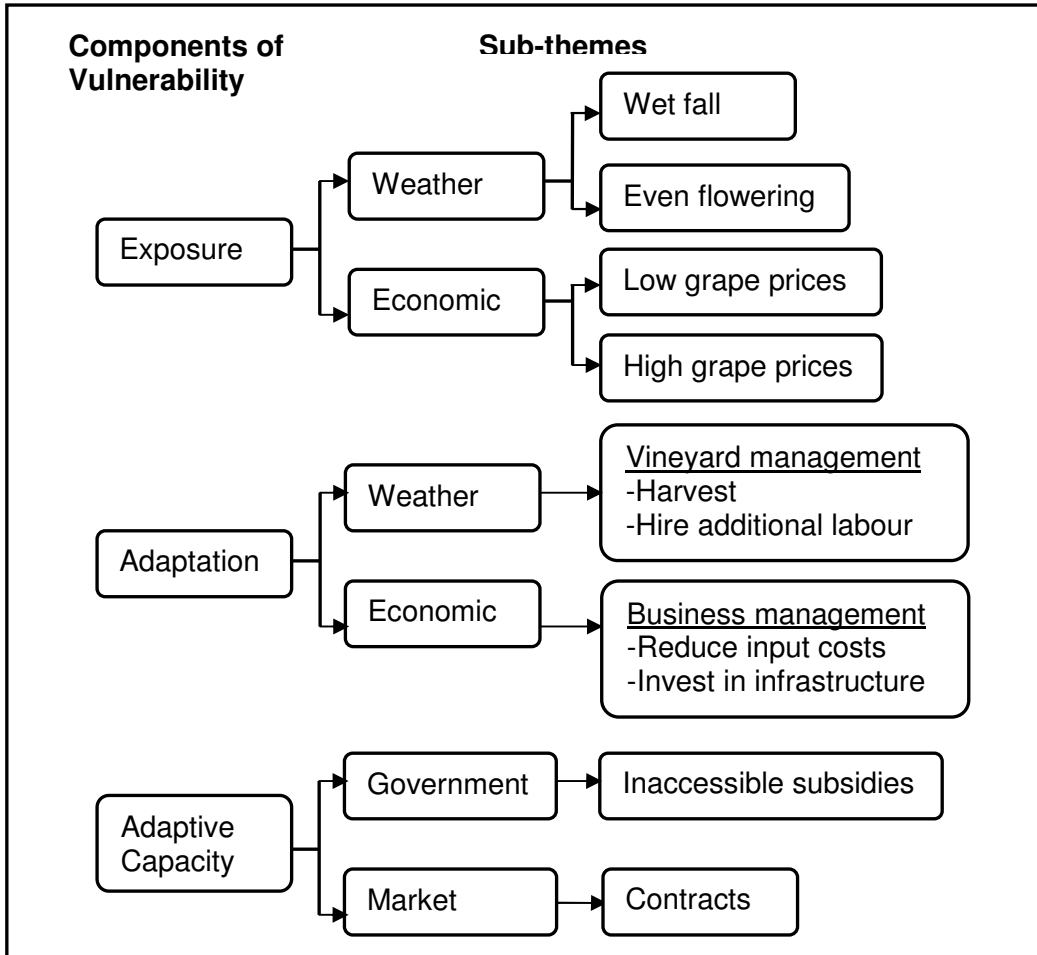 Components of
Vulnerability
Sub-themes
Exposure
Weather
Wet fall
Even flowering
Economic
Low grape prices
High grape prices
Adaptation
Weather
Vineyard management
-Harvest
-Hire additional labour
Economic
Business management
-Reduce input costs
-Invest in infrastructure
Adaptive
Capacity
Government
Inaccessible subsidies
Market
Contracts